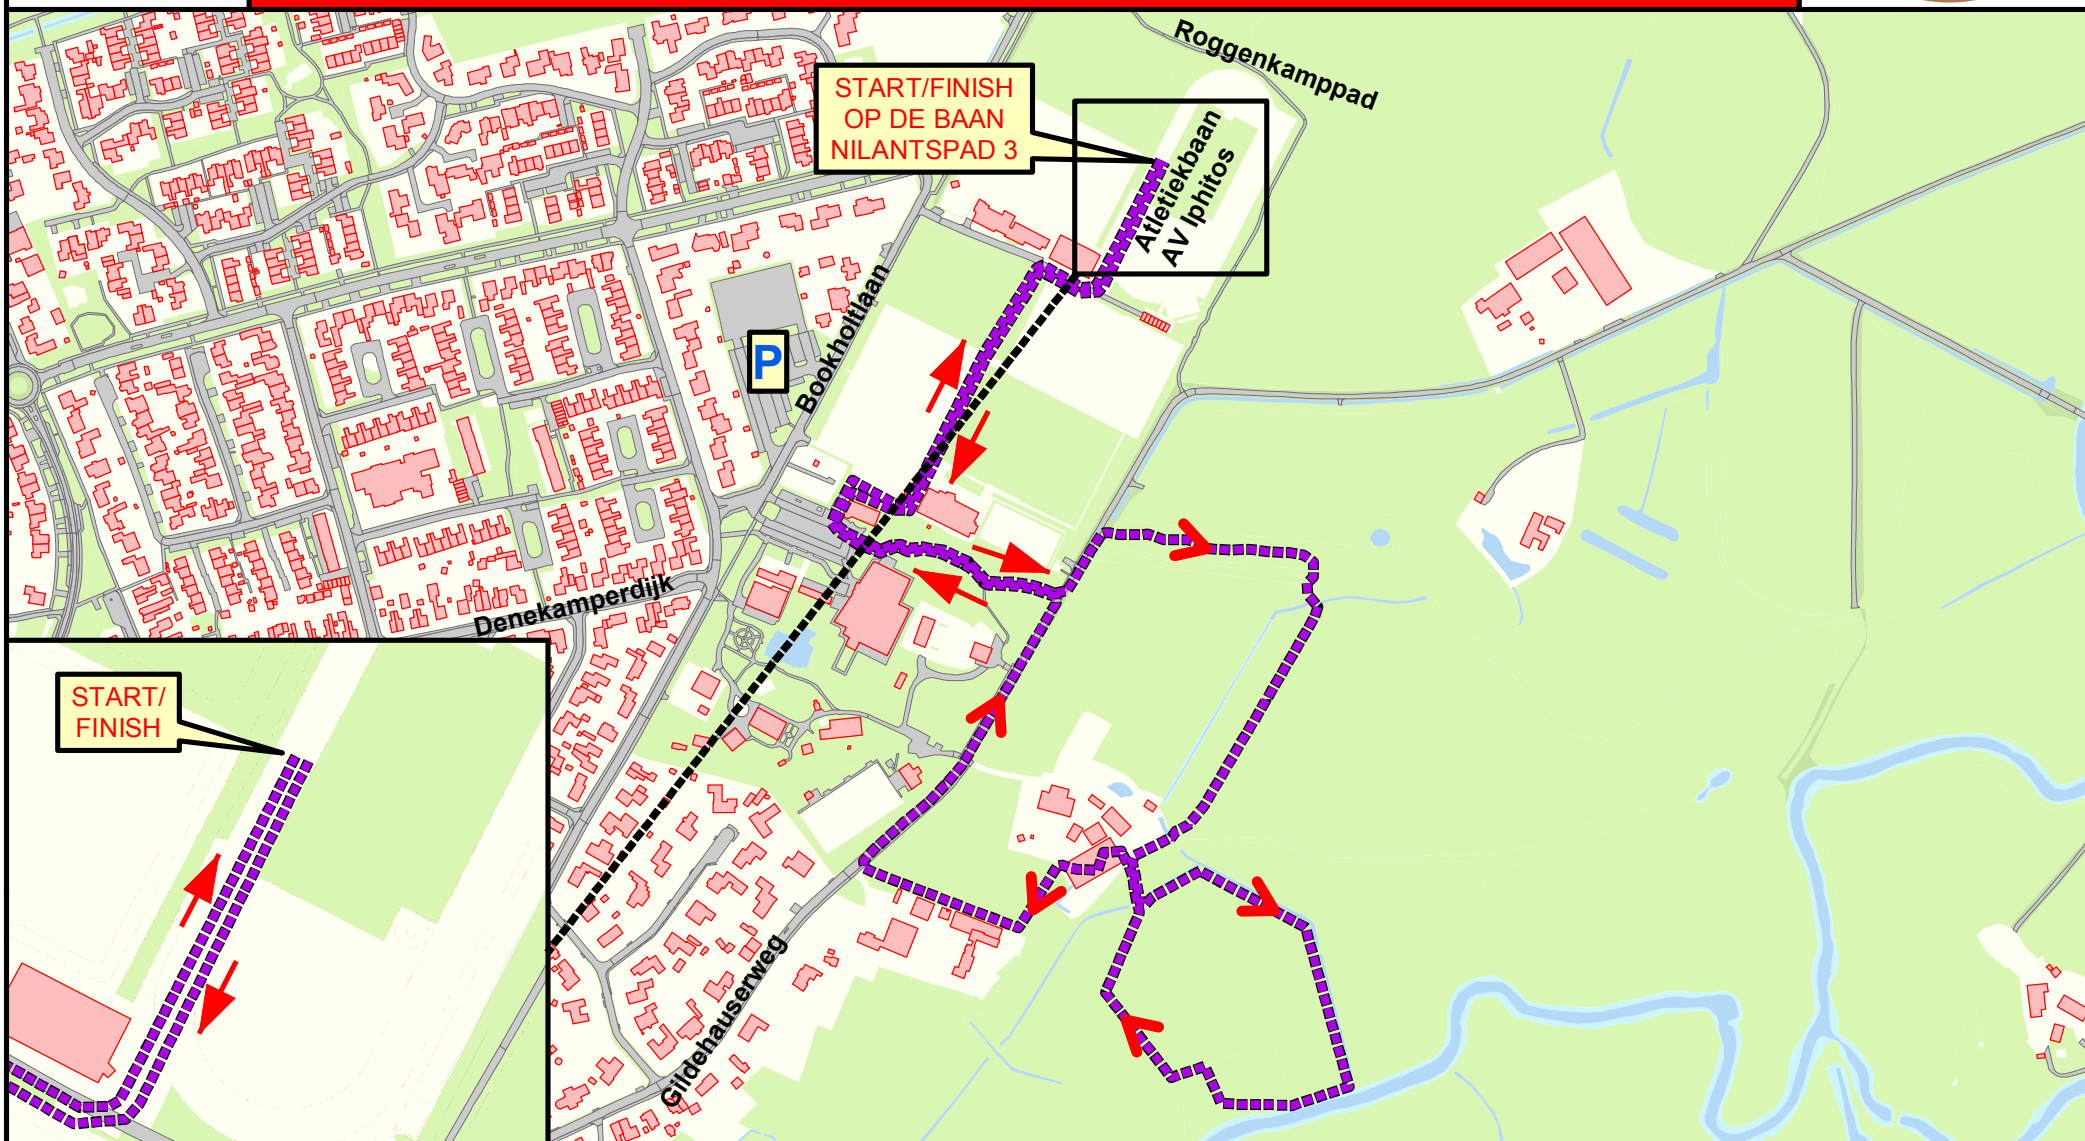 Roggenkamppad
START/FINISH
OP DE BAAN
NILANTSPAD 3
Atletiekbaan
AV Iphitos
Bookholtlaan
P
Denekamperdijk
START/
FINISH
Gildehauserweg